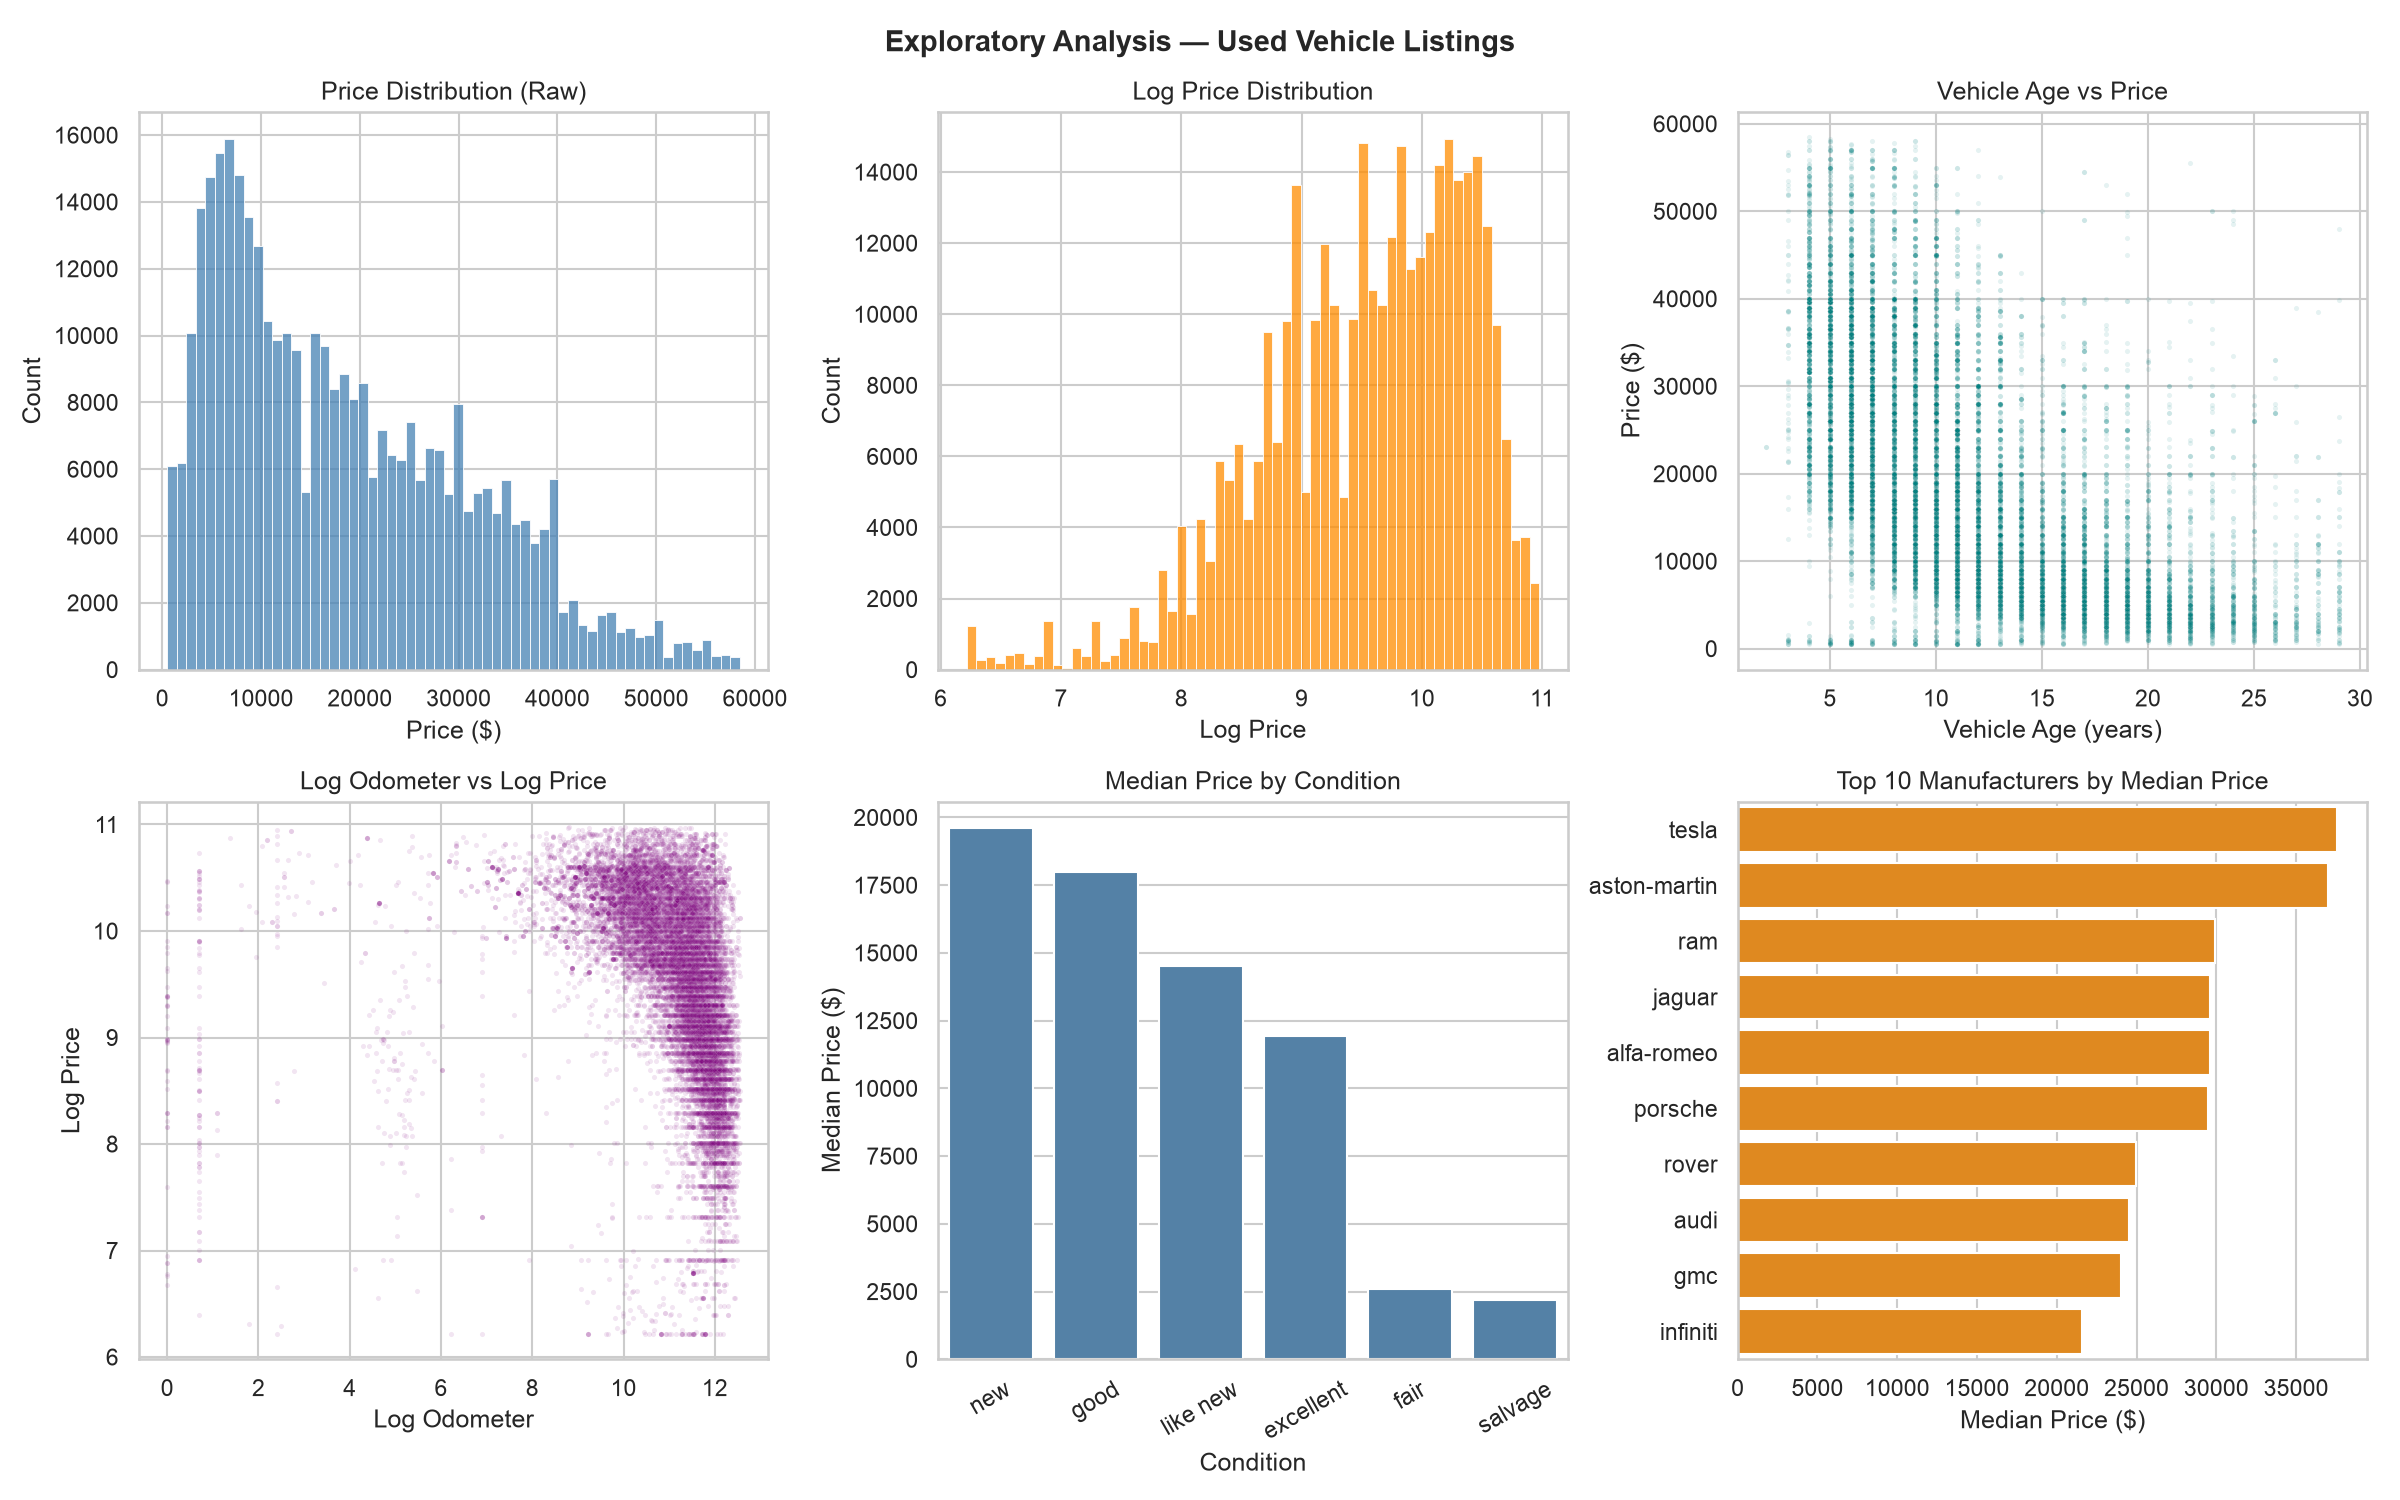 Exploratory Analysis — Used Vehicle Listings
Price Distribution (Raw)
Count
16000
14000
12000
10000
8000
6000
4000
2000
0
0 10000 20000 30000 40000 50000 60000
Price ($)
Log Price Distribution
Count
14000
12000
10000
8000
6000
4000
2000
0
6 7 8 9 10 11
Log Price
Vehicle Age vs Price
Price ($)
60000
50000
40000
30000
20000
10000
0
5 10 15 20 25 30
Vehicle Age (years)
Log Odometer vs Log Price
Log Price
11
10
9
8
7
6
0 2 4 6 8 10 12
Log Odometer
Median Price by Condition
Median Price ($)
20000
17500
15000
12500
10000
7500
5000
2500
0
new good like new excellent fair salvage
Condition
Top 10 Manufacturers by Median Price
tesla
aston-martin
ram
jaguar
alfa-romeo
porsche
rover
audi
gmc
infiniti
0 5000 10000 15000 20000 25000 30000 35000
Median Price ($)